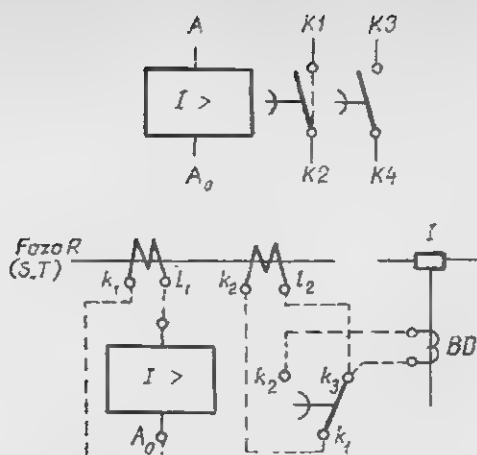 A K1 K3
I >
A₀ K2 K4
Faza R
(S,T)
k₁ l₁ k₂ l₂ I
I >
k₂ k₃ BD
A₀ k₁